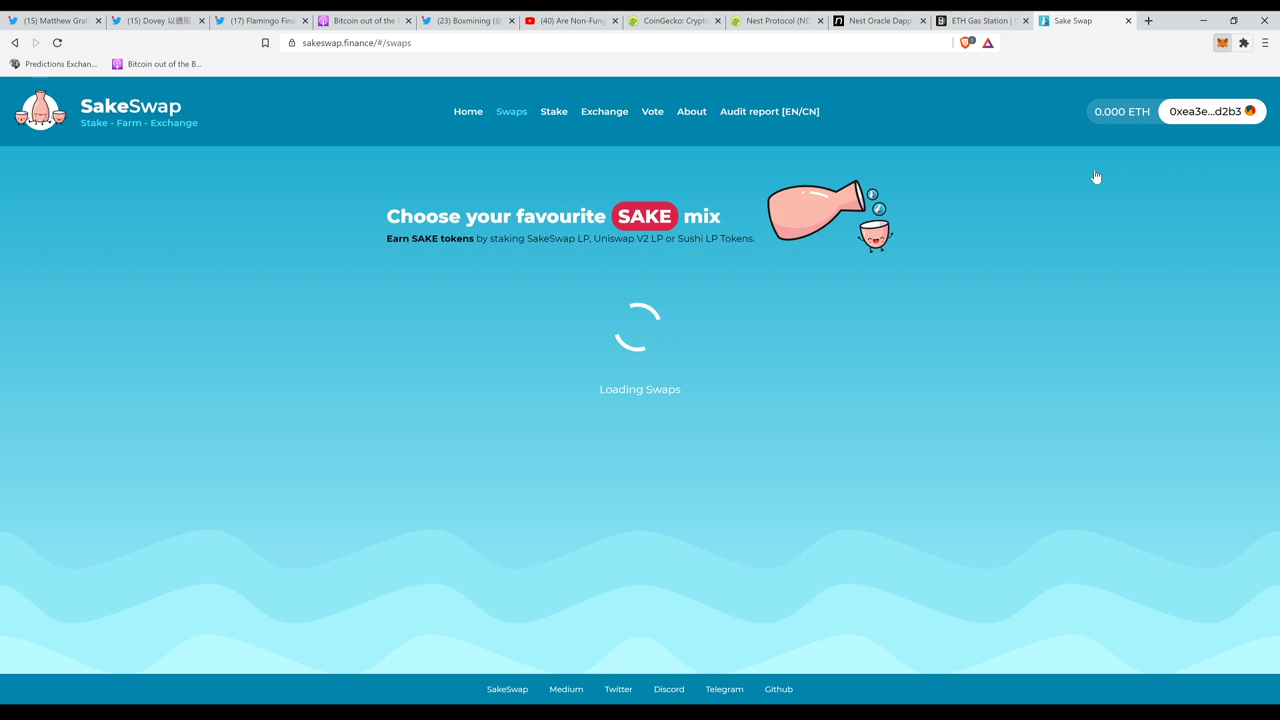 (15) Matthew Grah
(15) Dovey 以德服
(17) Flamingo Fina
Bitcoin out of the
(23) Boxmining (@
(40) Are Non-Fung
CoinGecko: Crypto
Nest Protocol (NE
Nest Oracle Dapp
ETH Gas Station | C
Sake Swap
sakeswap.finance/#/swaps
Predictions Exchan...
Bitcoin out of the B...
SakeSwap
Stake - Farm - Exchange
Home
Swaps
Stake
Exchange
Vote
About
Audit report [EN/CN]
0.000 ETH
0xea3e...d2b3
Choose your favourite SAKE mix
Earn SAKE tokens by staking SakeSwap LP, Uniswap V2 LP or Sushi LP Tokens.
Loading Swaps
SakeSwap
Medium
Twitter
Discord
Telegram
Github